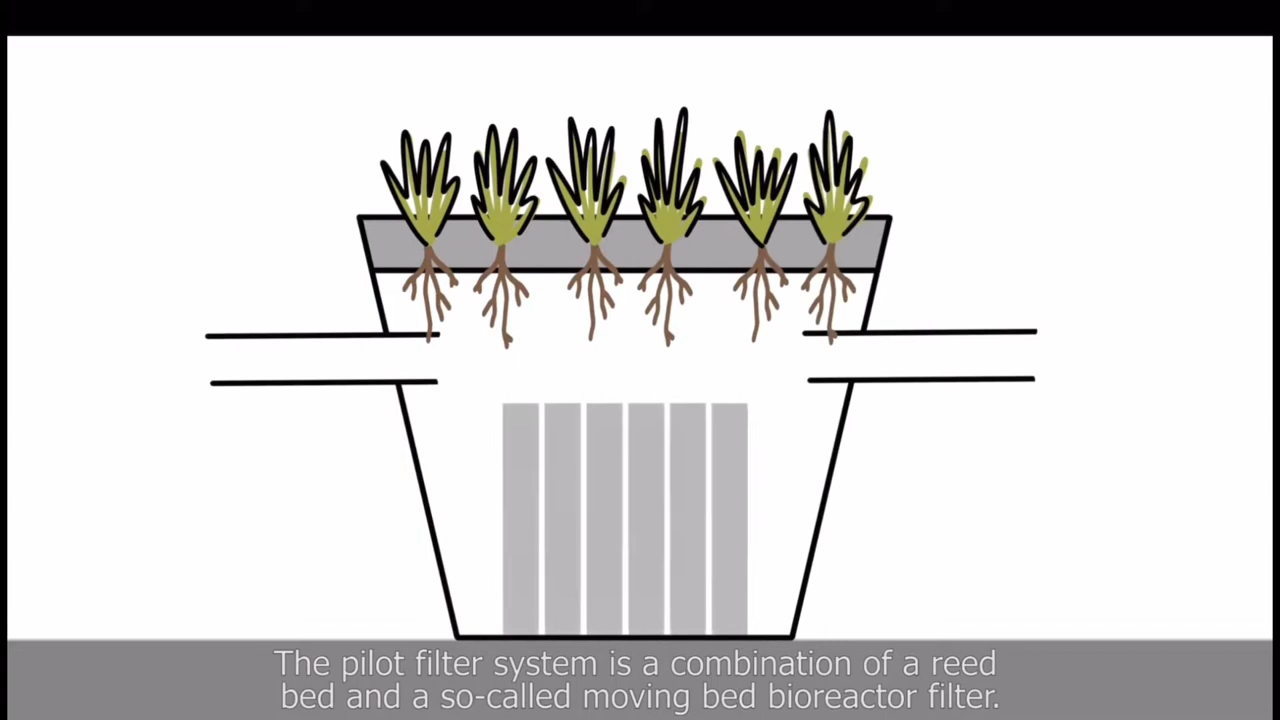 The pilot filter system is a combination of a reed
bed and a so-called moving bed bioreactor filter.